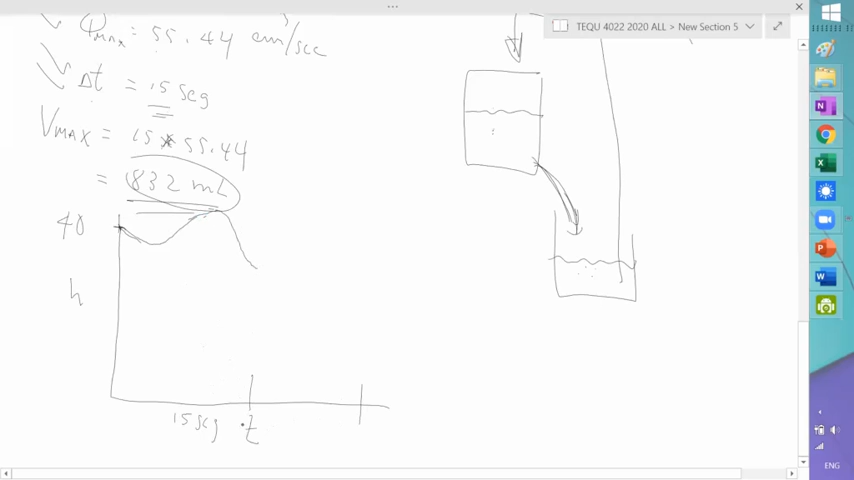 TEQU 4022 2020 ALL > New Section 5
Qmax = 55.44 cm³/sec
Δt = 15 seg
VMAX = 15 * 55.44
= 832 mL
40
h
15 seg t
ENG